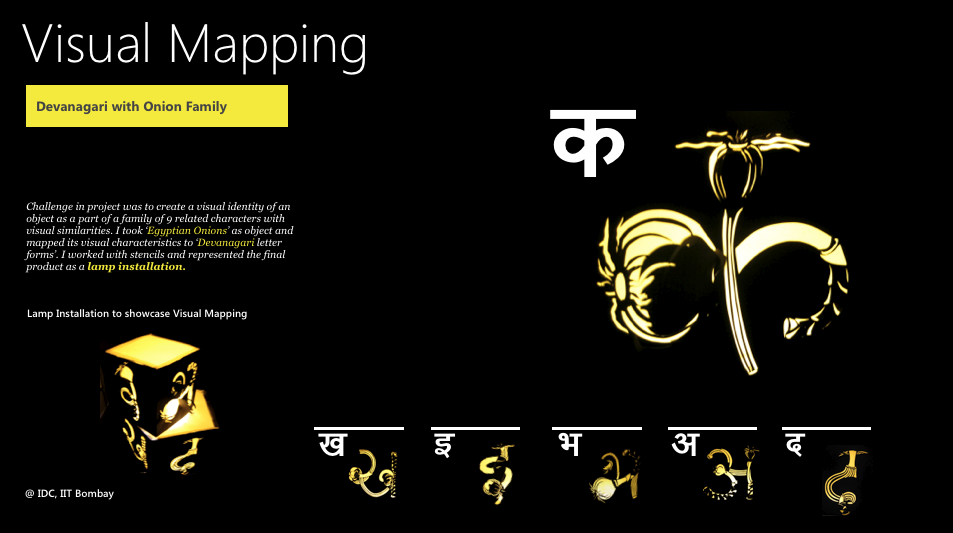 Visual Mapping
Devanagari with Onion Family
क
Challenge in project was to create a visual identity of an
object as a part of a family of 9 related characters with
visual similarities. I took ‘Egyptian Onions’ as object and
mapped its visual characteristics to ‘Devanagari letter
forms’. I worked with stencils and represented the final
product as a lamp installation.
Lamp Installation to showcase Visual Mapping
ख इ भ अ द
@ IDC, IIT Bombay